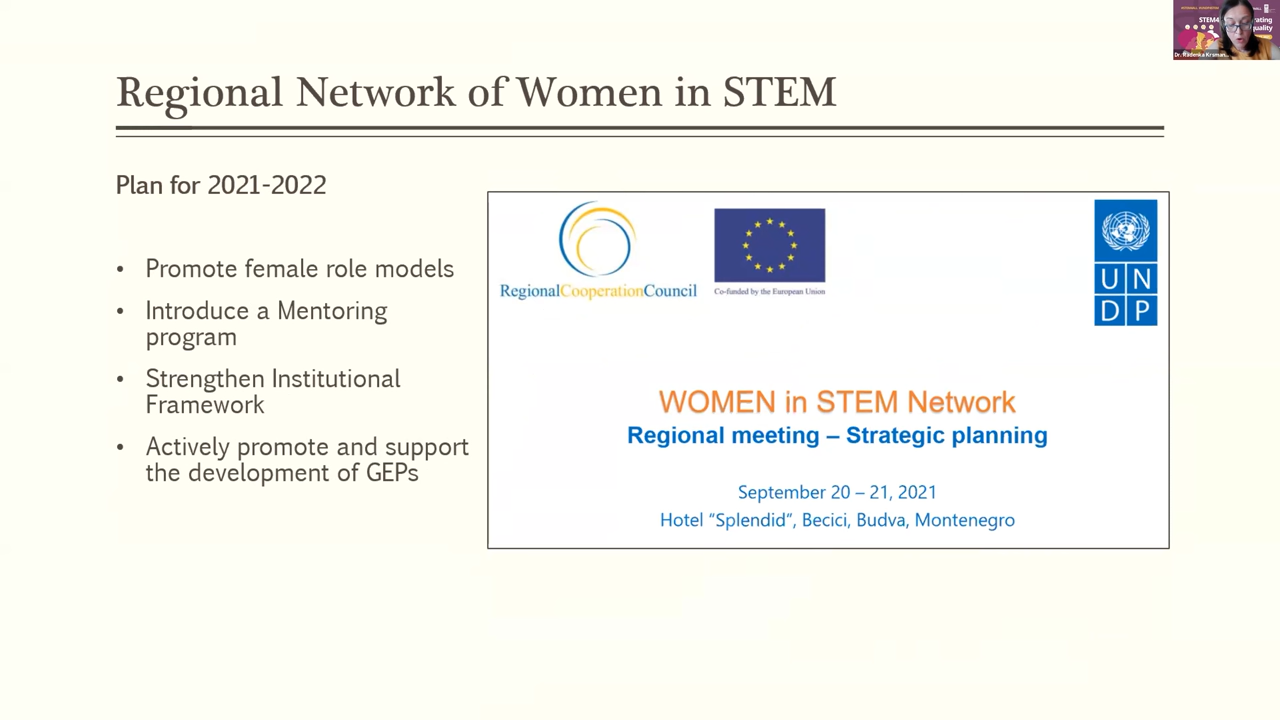 Regional Network of Women in STEM
Plan for 2021-2022
• Promote female role models
• Introduce a Mentoring
program
• Strengthen Institutional
Framework
• Actively promote and support
the development of GEPs
RegionalCooperationCouncil
Co-funded by the European Union
U N
D P
WOMEN in STEM Network
Regional meeting – Strategic planning
September 20 – 21, 2021
Hotel “Splendid”, Becici, Budva, Montenegro
STEM4